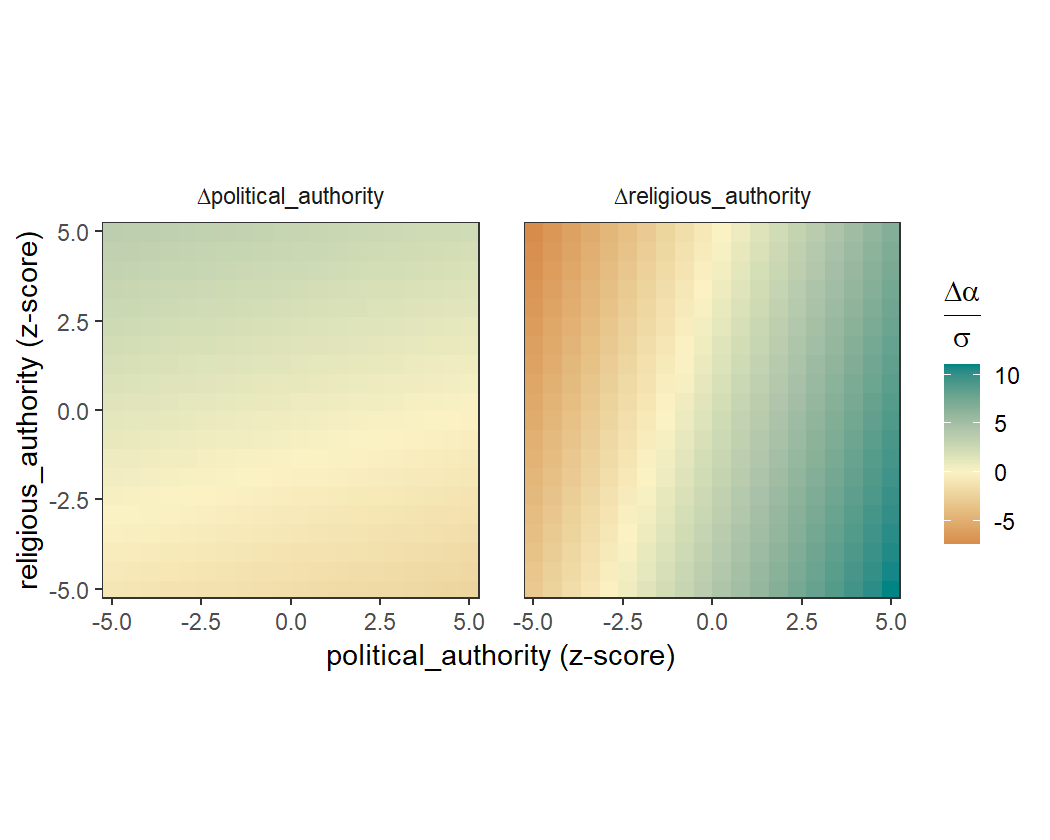 Δpolitical_authority
Δreligious_authority
religious_authority (z-score)
5.0
2.5
0.0
-2.5
-5.0
-5.0 -2.5 0.0 2.5 5.0
-5.0 -2.5 0.0 2.5 5.0
political_authority (z-score)
Δα
σ
10
5
0
-5